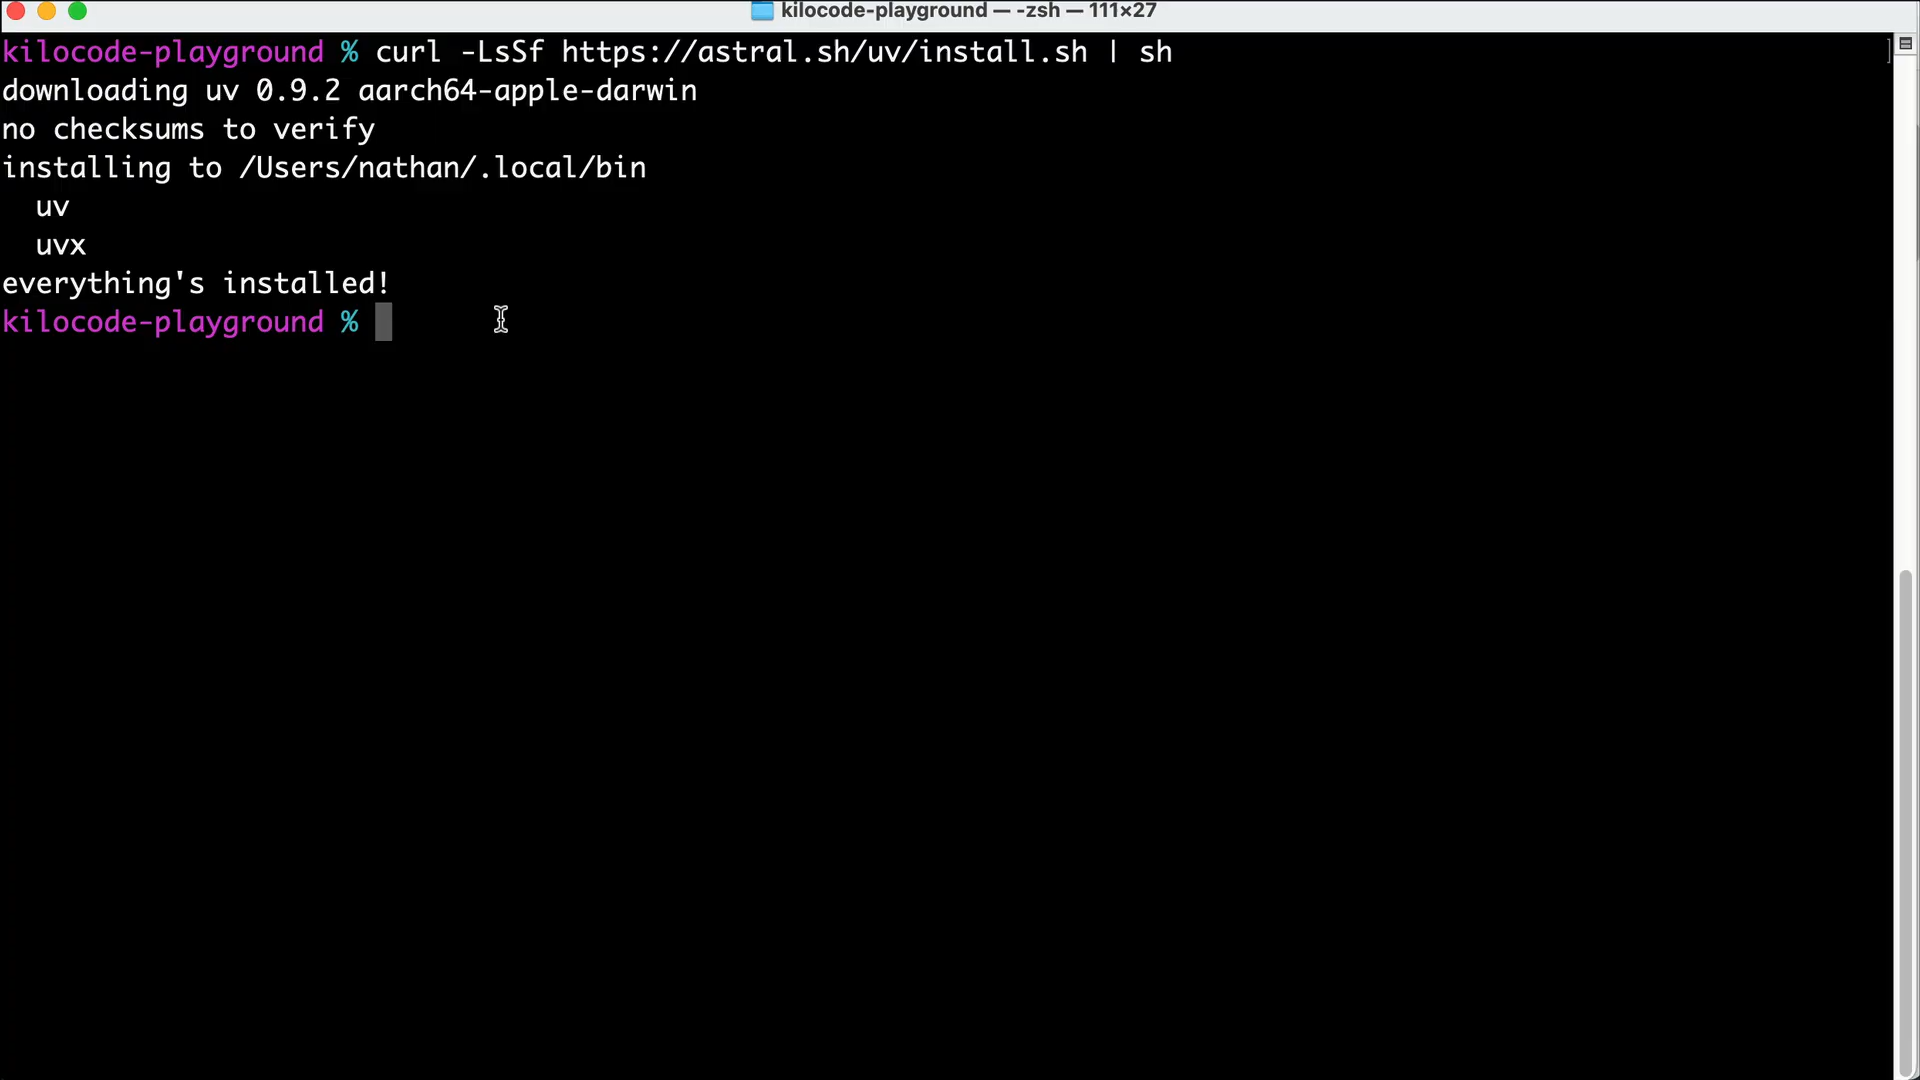 kilocode-playground — -zsh — 111×27
kilocode-playground % curl -LsSf https://astral.sh/uv/install.sh | sh
downloading uv 0.9.2 aarch64-apple-darwin
no checksums to verify
installing to /Users/nathan/.local/bin
  uv
  uvx
everything's installed!
kilocode-playground %